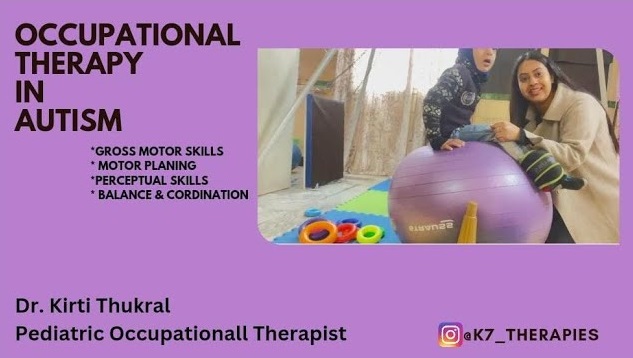 OCCUPATIONAL
THERAPY
IN
AUTISM
*GROSS MOTOR SKILLS
* MOTOR PLANING
*PERCEPTUAL SKILLS
* BALANCE & CORDINATION
Dr. Kirti Thukral
Pediatric Occupationall Therapist
@K7_THERAPIES